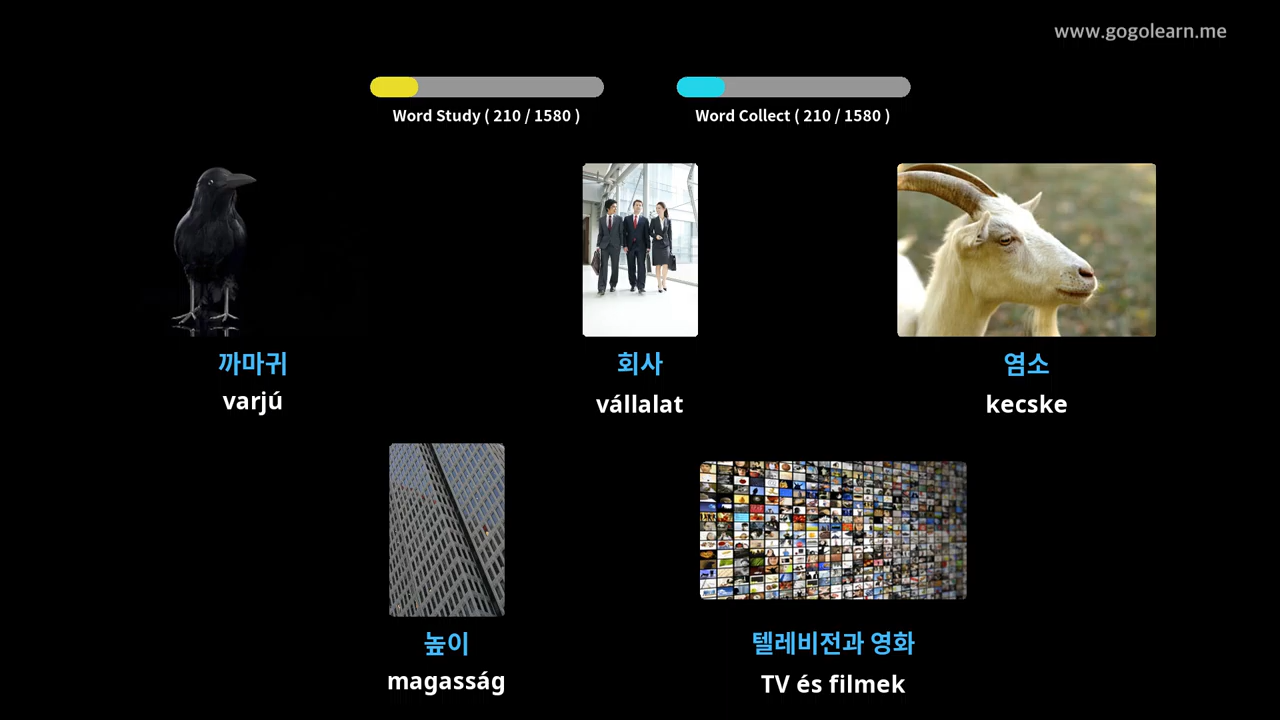 www.gogolearn.me
Word Study ( 210 / 1580 )
Word Collect ( 210 / 1580 )
까마귀
varjú
회사
vállalat
염소
kecske
높이
magasság
텔레비전과 영화
TV és filmek